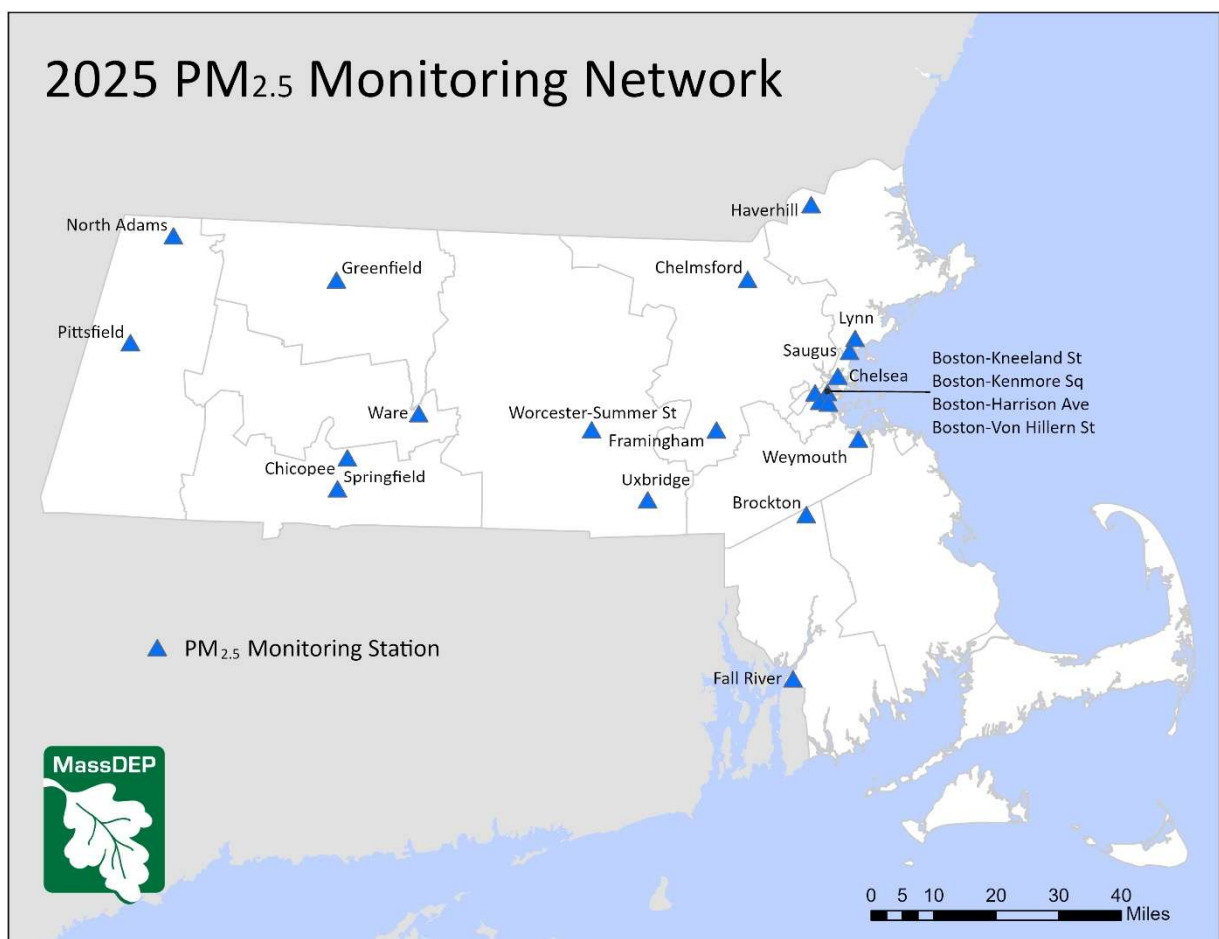 2025 PM2.5 Monitoring Network
Haverhill
North Adams
Greenfield
Chelmsford
Pittsfield
Lynn
Saugus
Boston-Kneeland St
Chelsea
Boston-Kenmore Sq
Boston-Harrison Ave
Boston-Von Hillern St
Ware
Worcester-Summer St
Framingham
Weymouth
Chicopee
Springfield
Uxbridge
Brockton
PM2.5 Monitoring Station
Fall River
MassDEP
0 5 10 20 30 40
Miles